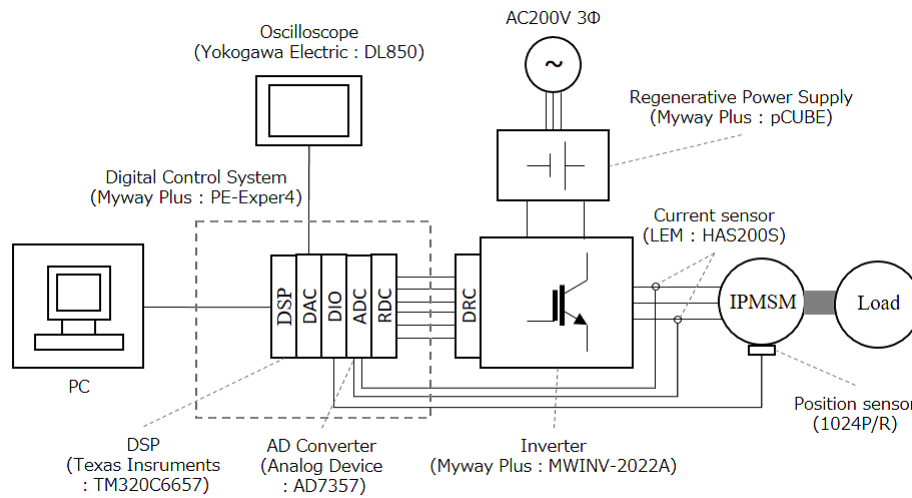 Oscilloscope
(Yokogawa Electric : DL850)
AC200V 3Φ
~
Regenerative Power Supply
(Myway Plus : pCUBE)
Digital Control System
(Myway Plus : PE-Exper4)
Current sensor
(LEM : HAS200S)
DSP
DAC
DIO
ADC
RDC
DRC
IPMSM
Load
PC
Position sensor
(1024P/R)
DSP
(Texas Insruments
: TM320C6657)
AD Converter
(Analog Device
: AD7357)
Inverter
(Myway Plus : MWINV-2022A)